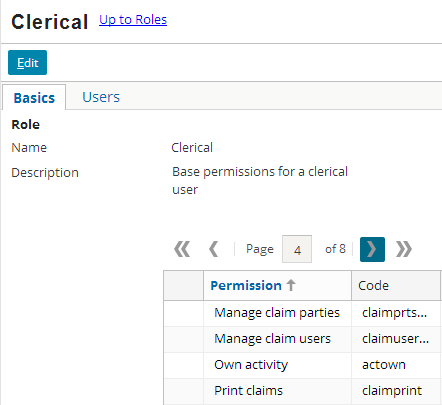 Clerical Up to Roles
Edit
Basics Users
Role
Name Clerical
Description Base permissions for a clerical
user
Page 4 of 8
Permission Code
Manage claim parties claimprts...
Manage claim users claimuser...
Own activity actown
Print claims claimprint